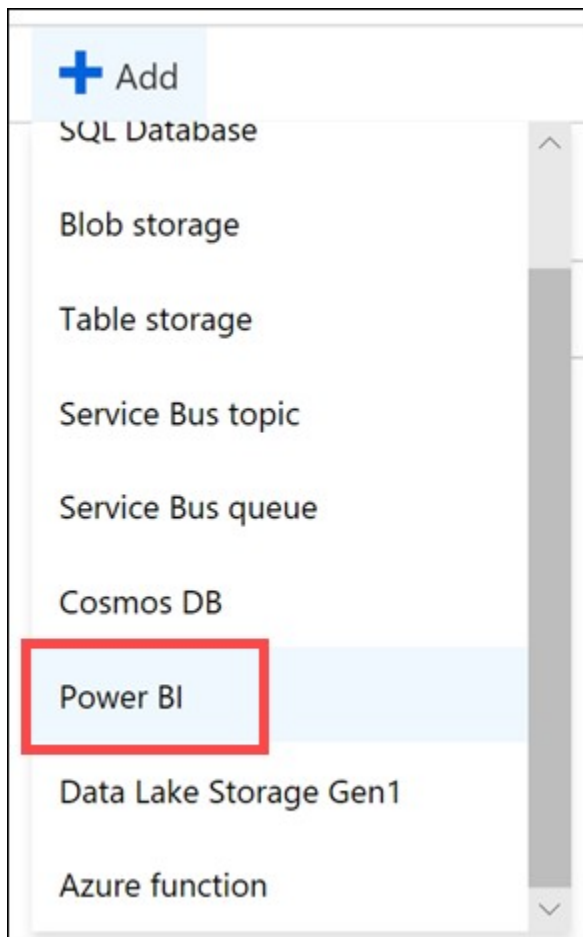 Add
SQL Database
Blob storage
Table storage
Service Bus topic
Service Bus queue
Cosmos DB
Power BI
Data Lake Storage Gen1
Azure function